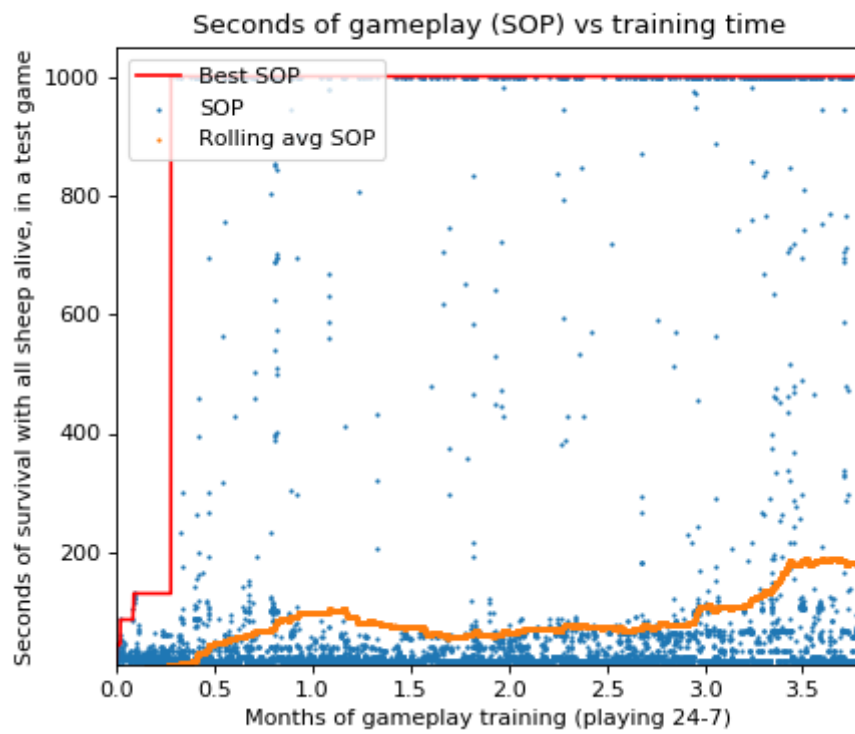 Seconds of gameplay (SOP) vs training time
Seconds of survival with all sheep alive, in a test game
1000
800
600
400
200
Best SOP
SOP
Rolling avg SOP
0.0 0.5 1.0 1.5 2.0 2.5 3.0 3.5
Months of gameplay training (playing 24-7)